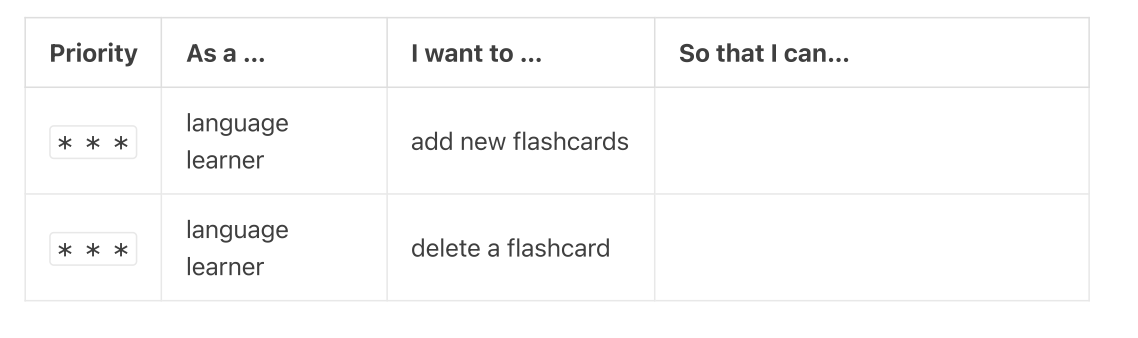 Priority As a ... I want to ... So that I can...
language
* * * add new flashcards
learner
language
* * * delete a flashcard
learner